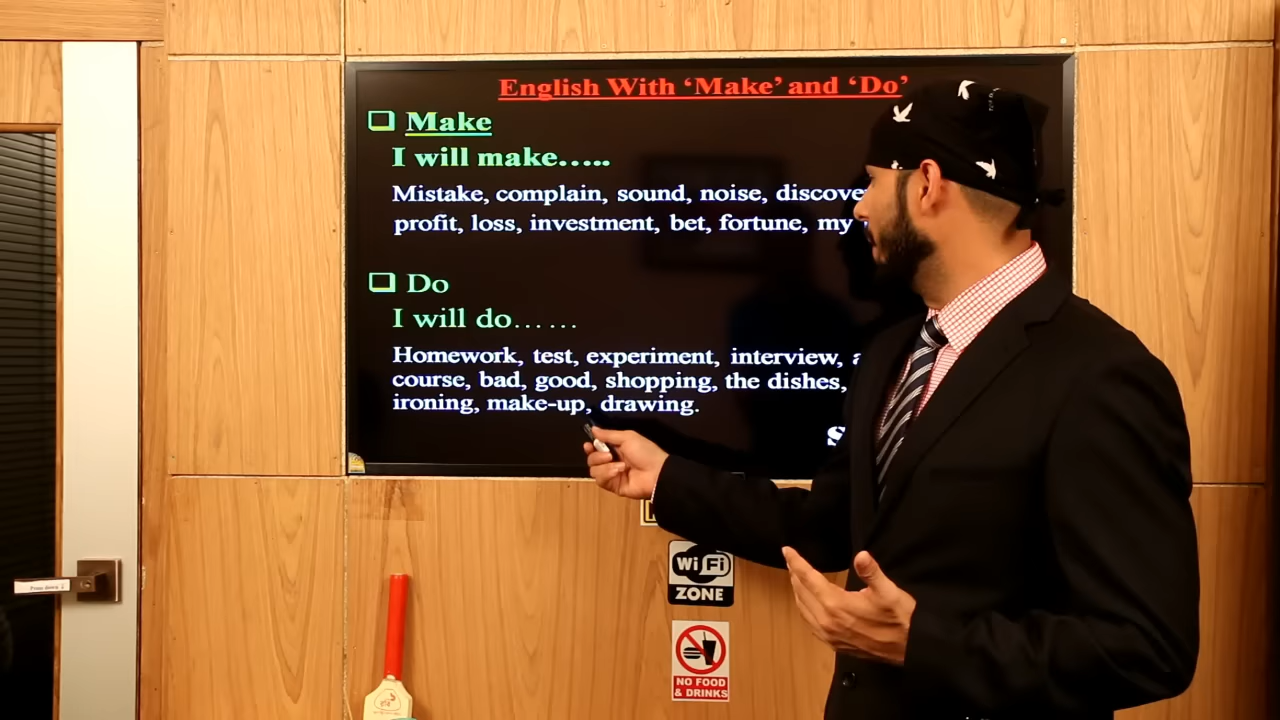 English With ‘Make’ and ‘Do’
❑ Make
I will make…..
Mistake, complain, sound, noise,
profit, loss, investment, bet, fortune, my
❑ Do
I will do……
Homework, test, experiment, interview,
course, bad, good, shopping, the dishes,
ironing, make-up, drawing.
Wi Fi
ZONE
NO FOOD
& DRINKS